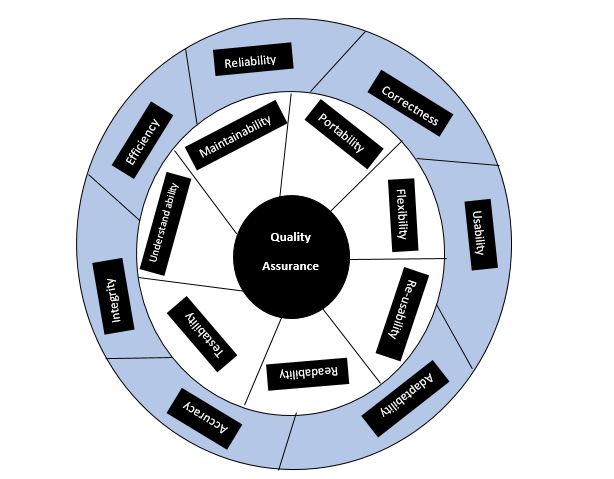 Reliability
Correctness
Usability
Adaptability
Accuracy
Integrity
Efficiency
Maintainability
Portability
Flexibility
Re-usability
Readability
Testability
Understand ability
Quality
Assurance